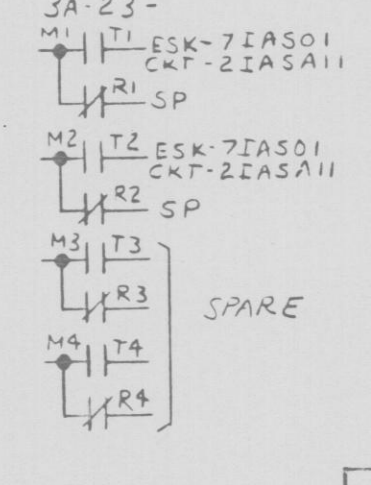 3A-23-
M1 T1 ESK-7IAS01
CKT-2IASA11
R1 SP
M2 T2 ESK-7IAS01
CKT-2IASA11
R2 SP
M3 T3
R3
SPARE
M4 T4
R4